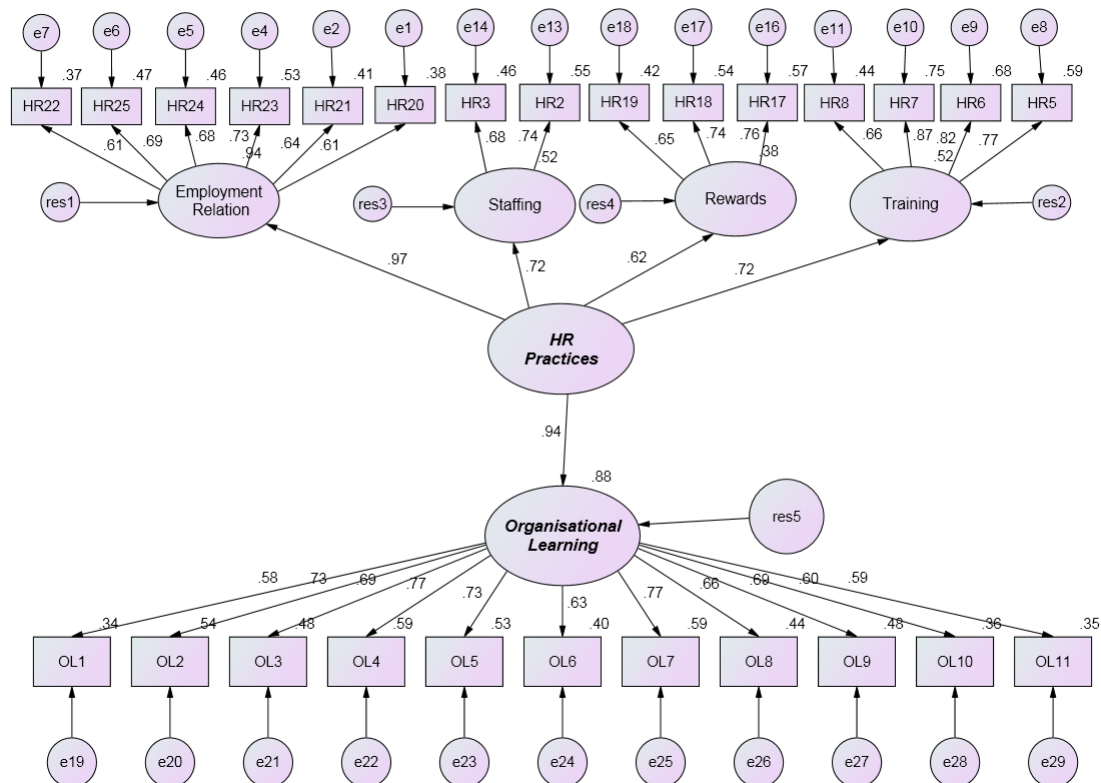 e7 e6 e5 e4 e2 e1 e14 e13 e18 e17 e16 e11 e10 e9 e8
.37 .47 .46 .53 .41 .38 .46 .55 .42 .54 .57 .44 .75 .68 .59
HR22 HR25 HR24 HR23 HR21 HR20 HR3 HR2 HR19 HR18 HR17 HR8 HR7 HR6 HR5
.61 .69 .68 .73 .64 .61 .68 .74 .65 .74 .76 .66 .87 .82 .77
.94 .52 .38 .52
res1 Employment
Relation
res3 Staffing
res4 Rewards
Training res2
.97 .72 .62 .72
HR
Practices
.94
.88
Organisational
Learning
res5
.58 .73 .69 .77 .73 .63 .77 .66 .69 .60 .59
.34 .54 .48 .59 .53 .40 .59 .44 .48 .36 .35
OL1 OL2 OL3 OL4 OL5 OL6 OL7 OL8 OL9 OL10 OL11
e19 e20 e21 e22 e23 e24 e25 e26 e27 e28 e29